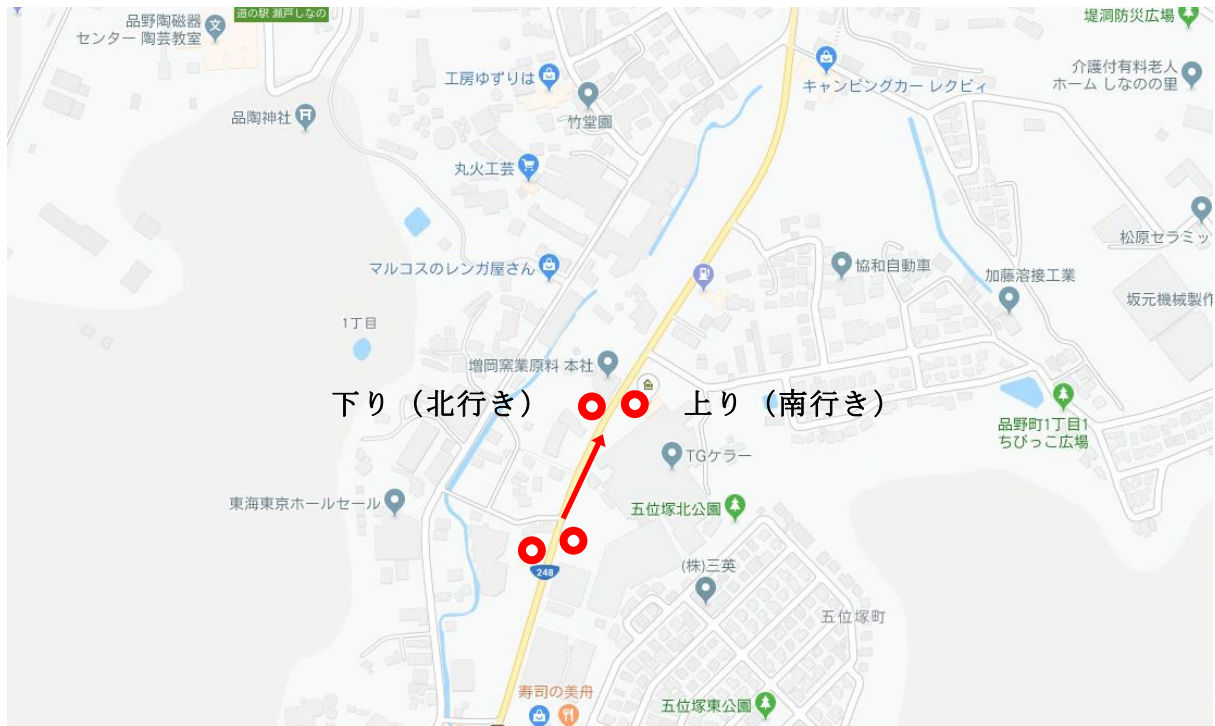 道の駅 瀬戸しなの
品野陶磁器
センター 陶芸教室
堤洞防災広場
工房ゆずりは
キャンピングカー レクビィ
介護付有料老人
ホーム しなのの里
品陶神社
竹堂園
丸火工芸
松原セラミッ
マルコスのレンガ屋さん
協和自動車
加藤溶接工業
坂元機械製作
1丁目
増岡窯業原料 本社
下り（北行き）
上り（南行き）
品野町1丁目1
ちびっこ広場
TGケラー
東海東京ホールセール
五位塚北公園
248
(株)三英
五位塚町
寿司の美舟
五位塚東公園